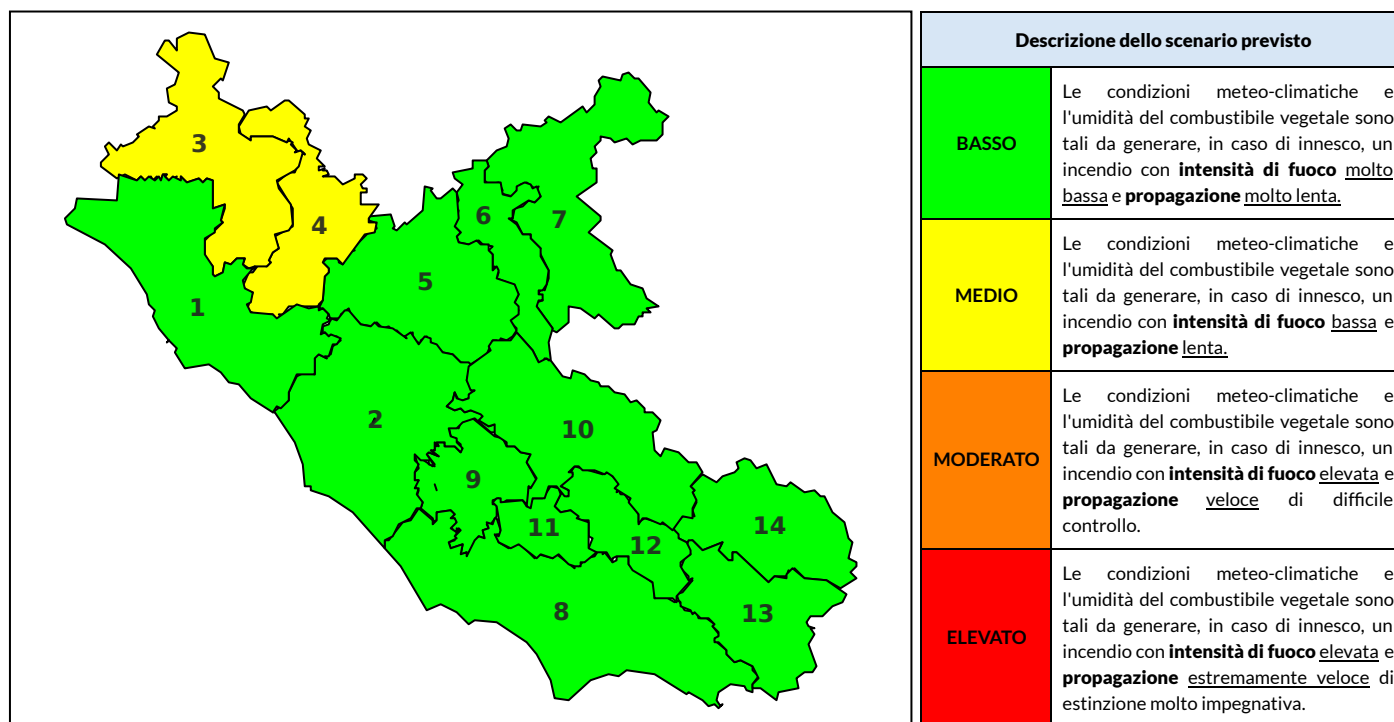 3
4
6
7
5
1
2
10
9
14
11
12
8
13
Descrizione dello scenario previsto
BASSO
Le condizioni meteo-climatiche e
l'umidità del combustibile vegetale sono
tali da generare, in caso di innesco, un
incendio con intensità di fuoco molto
bassa e propagazione molto lenta.
MEDIO
Le condizioni meteo-climatiche e
l'umidità del combustibile vegetale sono
tali da generare, in caso di innesco, un
incendio con intensità di fuoco bassa e
propagazione lenta.
MODERATO
Le condizioni meteo-climatiche e
l'umidità del combustibile vegetale sono
tali da generare, in caso di innesco, un
incendio con intensità di fuoco elevata e
propagazione veloce di difficile
controllo.
ELEVATO
Le condizioni meteo-climatiche e
l'umidità del combustibile vegetale sono
tali da generare, in caso di innesco, un
incendio con intensità di fuoco elevata e
propagazione estremamente veloce di
estinzione molto impegnativa.